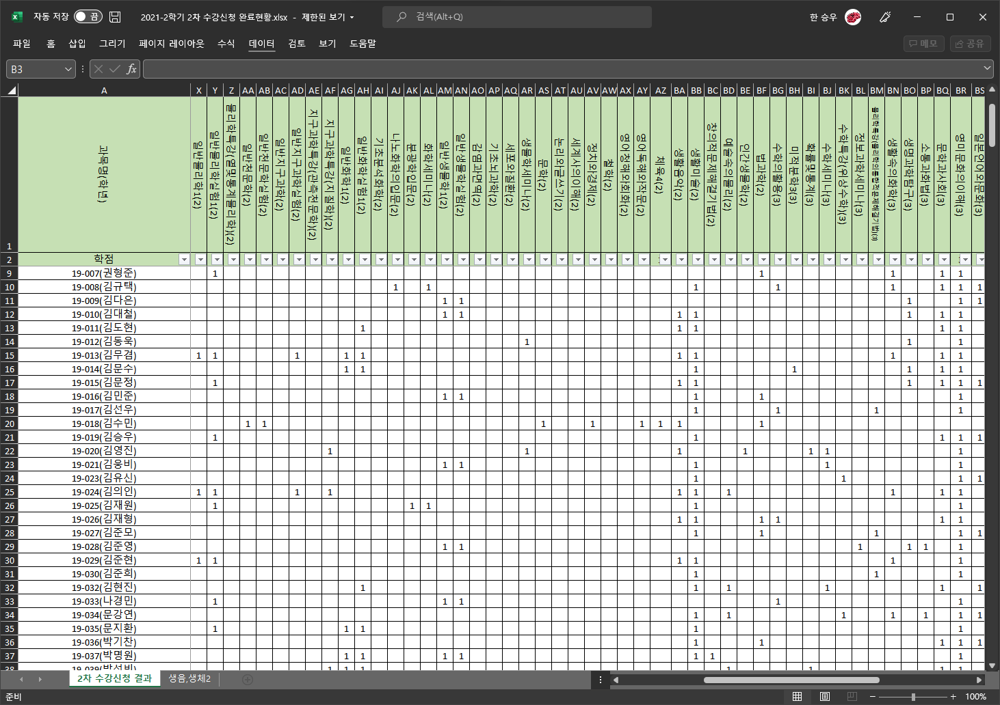 자동 저장 끔 2021-2학기 2차 수강신청 완료현황.xlsx - 제한된 보기 검색(Alt+Q) 한 승우
파일 홈 삽입 그리기 페이지 레이아웃 수식 데이터 검토 보기 도움말 메모 공유
B3 fx
A X Y Z AA AB AC AD AE AF AG AH AI AJ AK AL AM AN AO AP AQ AR AS AT AU AV AW AX AY AZ BA BB BC BD BE BF BG BH BI BJ BK BL BM BN BO BP BQ BR BS
1 과목명(학년)
일반물리학1(2)
일반물리학실험1(2)
물리학특강(열및통계물리학)(2)
일반천문학(2)
일반천문학실험(2)
일반지구과학(2)
일반지구과학실험(2)
지구과학특강(관측천문학)(2)
지구과학특강(지질학)(2)
일반화학1(2)
일반화학실험1(2)
기초분석화학(2)
나노화학의입문(2)
분광학입문(2)
화학세미나(2)
일반생물학1(2)
일반생물학실험(2)
감염과면역(2)
기초뇌과학(2)
세포와질환(2)
생물학세미나(2)
문학(2)
논리와글쓰기(2)
세계사의이해(2)
정치와경제(2)
철학(2)
영어청해와회화(2)
영어독해와작문(2)
체육4(2)
생활음악(2)
생활미술(2)
창의적문제해결기법(2)
예술속의물리(2)
인간생물학(2)
법과학(2)
수학의활용(3)
미적분학3(3)
확률및통계(3)
수학세미나(3)
수학특강(위상수학)(3)
정보과학세미나(3)
물리학특강(물리현의를합적문제해결기법)(3)
생활속의화학(3)
생명과학탐구(3)
소통과화법(3)
문학과사회(3)
영미문화의이해(3)
일본언어와문화(3)
2 학점
9 19-007(권형준) 1 1 1 1 1
10 19-008(김규택) 1 1 1 1 1 1 1 1
11 19-009(김다은) 1 1 1 1 1
12 19-010(김대철) 1 1 1 1 1 1 1
13 19-011(김도현) 1 1 1 1 1
14 19-012(김동욱) 1 1 1
15 19-013(김무겸) 1 1 1 1 1 1 1 1 1 1
16 19-014(김문수) 1 1 1 1 1 1 1
17 19-015(김문정) 1 1 1 1 1 1 1
18 19-016(김민준) 1 1 1 1 1
19 19-017(김선우) 1 1 1 1
20 19-018(김수민) 1 1 1 1 1 1 1 1
21 19-019(김승우) 1 1 1 1 1
22 19-020(김영진) 1 1 1 1 1 1 1
23 19-021(김웅비) 1 1 1 1 1
24 19-023(김유신) 1 1 1 1
25 19-024(김의인) 1 1 1 1 1 1 1 1 1 1
26 19-025(김재원) 1 1 1 1 1
27 19-026(김재형) 1 1 1 1 1 1
28 19-027(김준모) 1 1 1 1 1
29 19-028(김준영) 1 1 1 1 1 1
30 19-029(김준현) 1 1 1 1 1 1
31 19-030(김준희) 1 1 1
32 19-032(김현진) 1 1 1 1 1 1
33 19-033(나경민) 1 1 1 1 1
34 19-034(문강연) 1 1 1 1 1 1 1 1
35 19-035(문지환) 1 1 1 1 1
36 19-036(박기찬) 1 1 1 1 1
37 19-037(박명원) 1 1 1 1 1 1 1
38 19-039(박성빈) 1 1 1 1 1 1 1
2차 수강신청 결과 생음,생체2
준비 100%